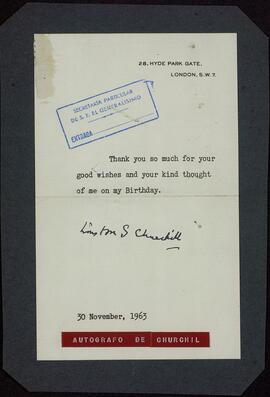 28, HYDE PARK GATE,
LONDON, S.W.7.
SECRETARIA PARTICULAR
DE S. E. EL GENERALISIMO
ENTRADA
Thank you so much for your
good wishes and your kind thought
of me on my Birthday.
Winston S Churchill
30 November, 1963
AUTOGRAFO DE CHURCHIL